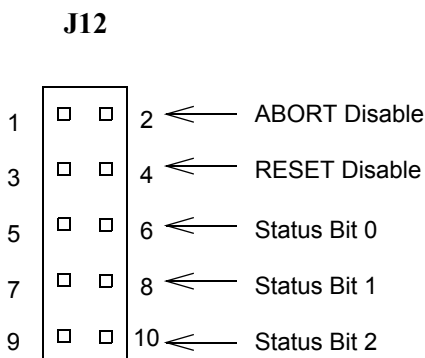 J12
1 2 ABORT Disable
3 4 RESET Disable
5 6 Status Bit 0
7 8 Status Bit 1
9 10 Status Bit 2